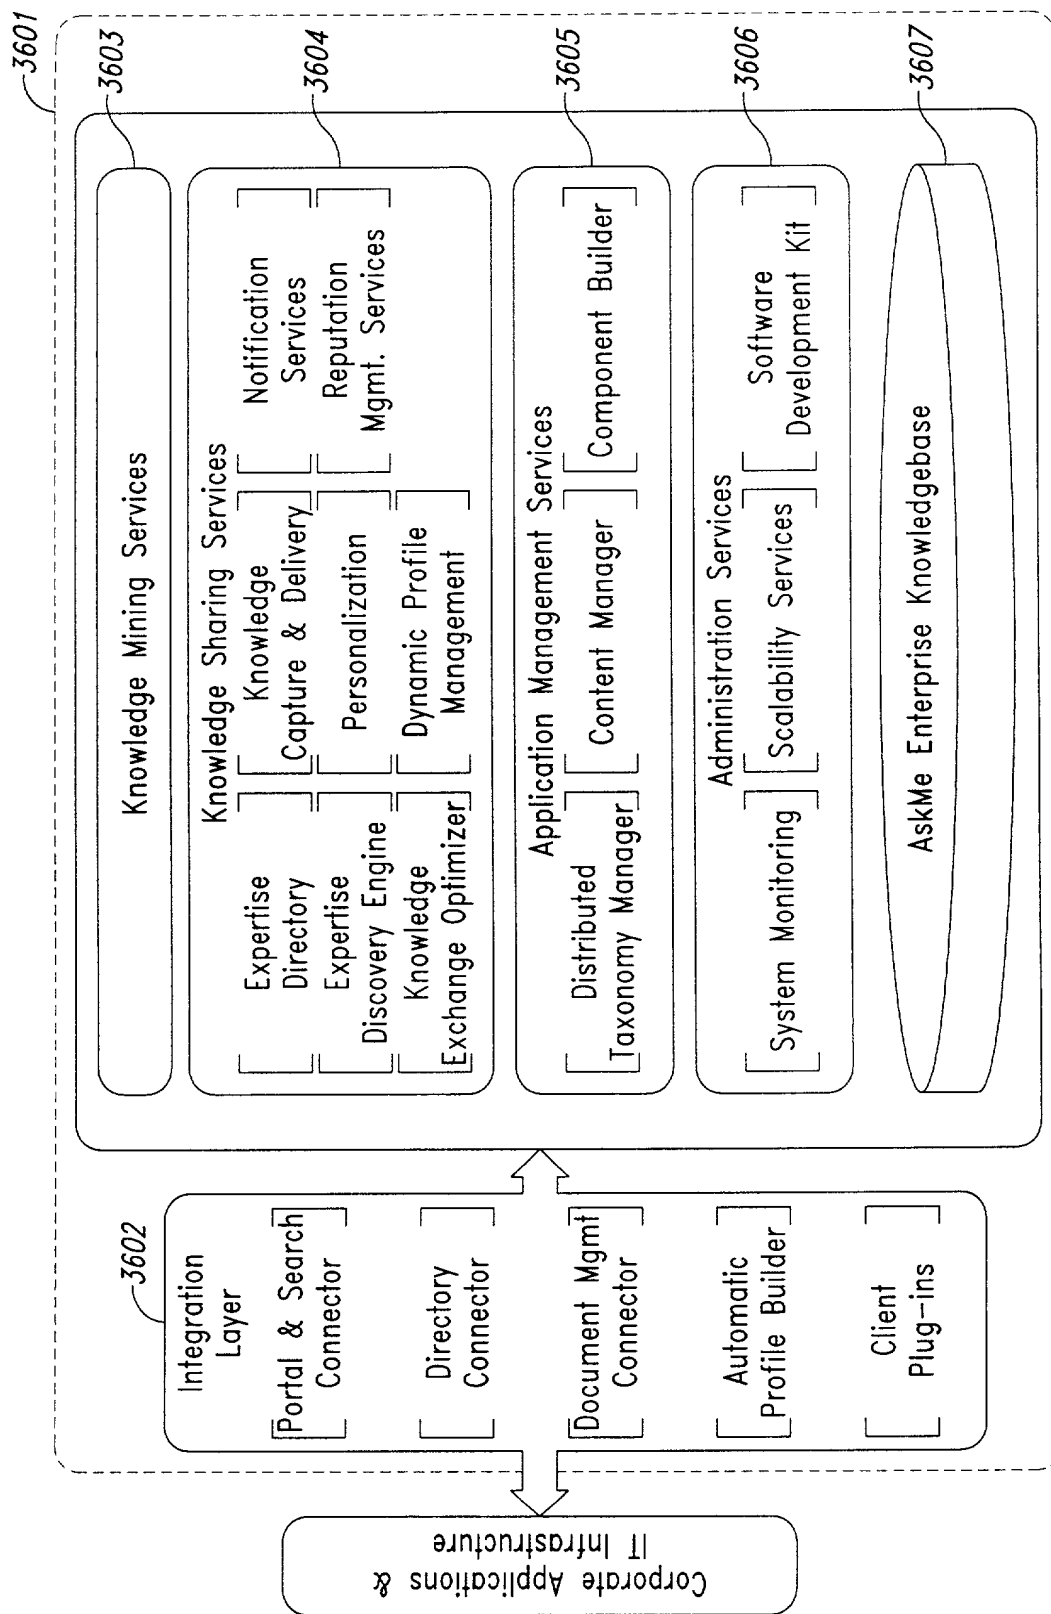 3601
Corporate Applications &
IT Infrastructure
3602
Integration
Layer
Portal & Search
Connector
Directory
Connector
Document Mgmt
Connector
Automatic
Profile Builder
Client
Plug-ins
Knowledge Mining Services
3603
Knowledge Sharing Services
3604
Expertise
Directory
Expertise
Discovery Engine
Knowledge
Exchange Optimizer
Knowledge
Capture & Delivery
Personalization
Dynamic Profile
Management
Notification
Services
Reputation
Mgmt. Services
Application Management Services
3605
Distributed
Taxonomy Manager
Content Manager
Component Builder
Administration Services
3606
System Monitoring
Scalability Services
Software
Development Kit
AskMe Enterprise Knowledgebase
3607